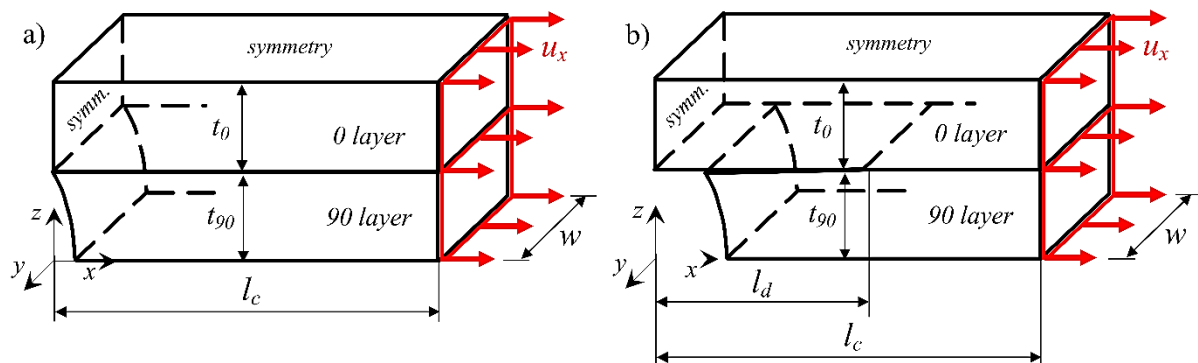 a)
symmetry
u_x
symm.
t_0
0 layer
t_90
90 layer
z
y
x
w
l_c
b)
symmetry
u_x
symm.
t_0
0 layer
t_90
90 layer
z
y
x
w
l_d
l_c